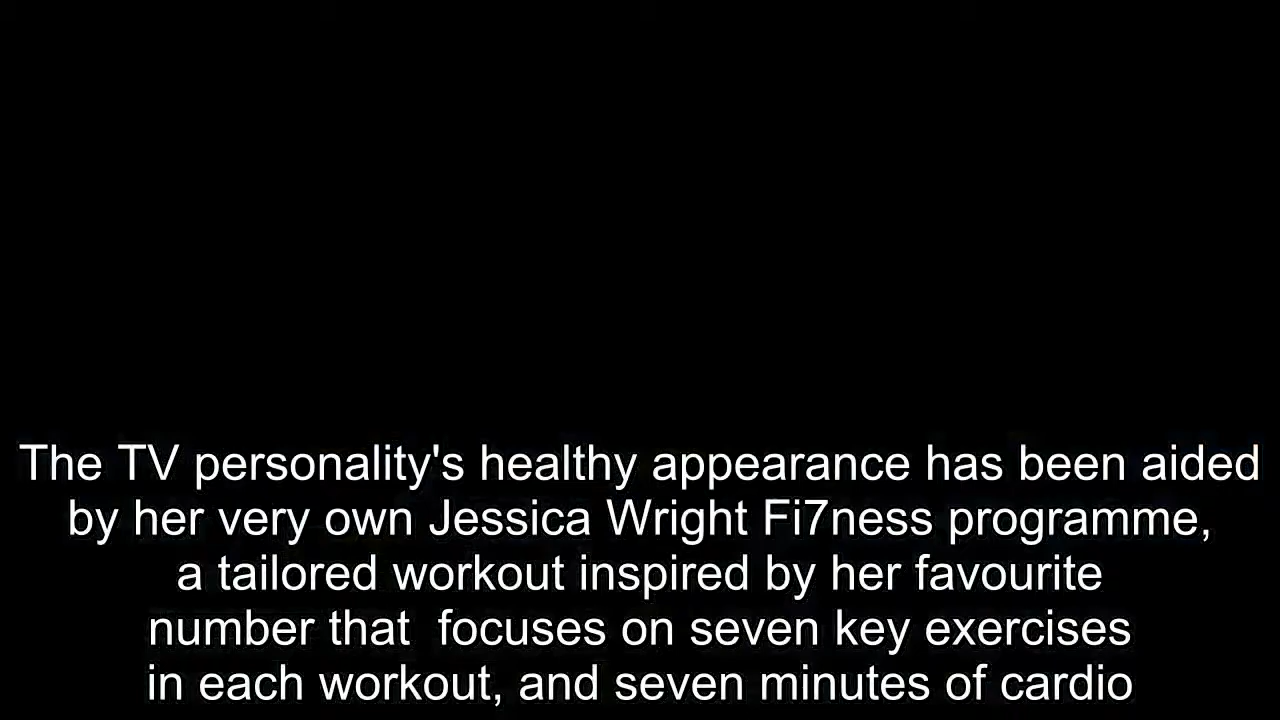 The TV personality's healthy appearance has been aided
by her very own Jessica Wright Fi7ness programme,
a tailored workout inspired by her favourite
number that  focuses on seven key exercises
in each workout, and seven minutes of cardio